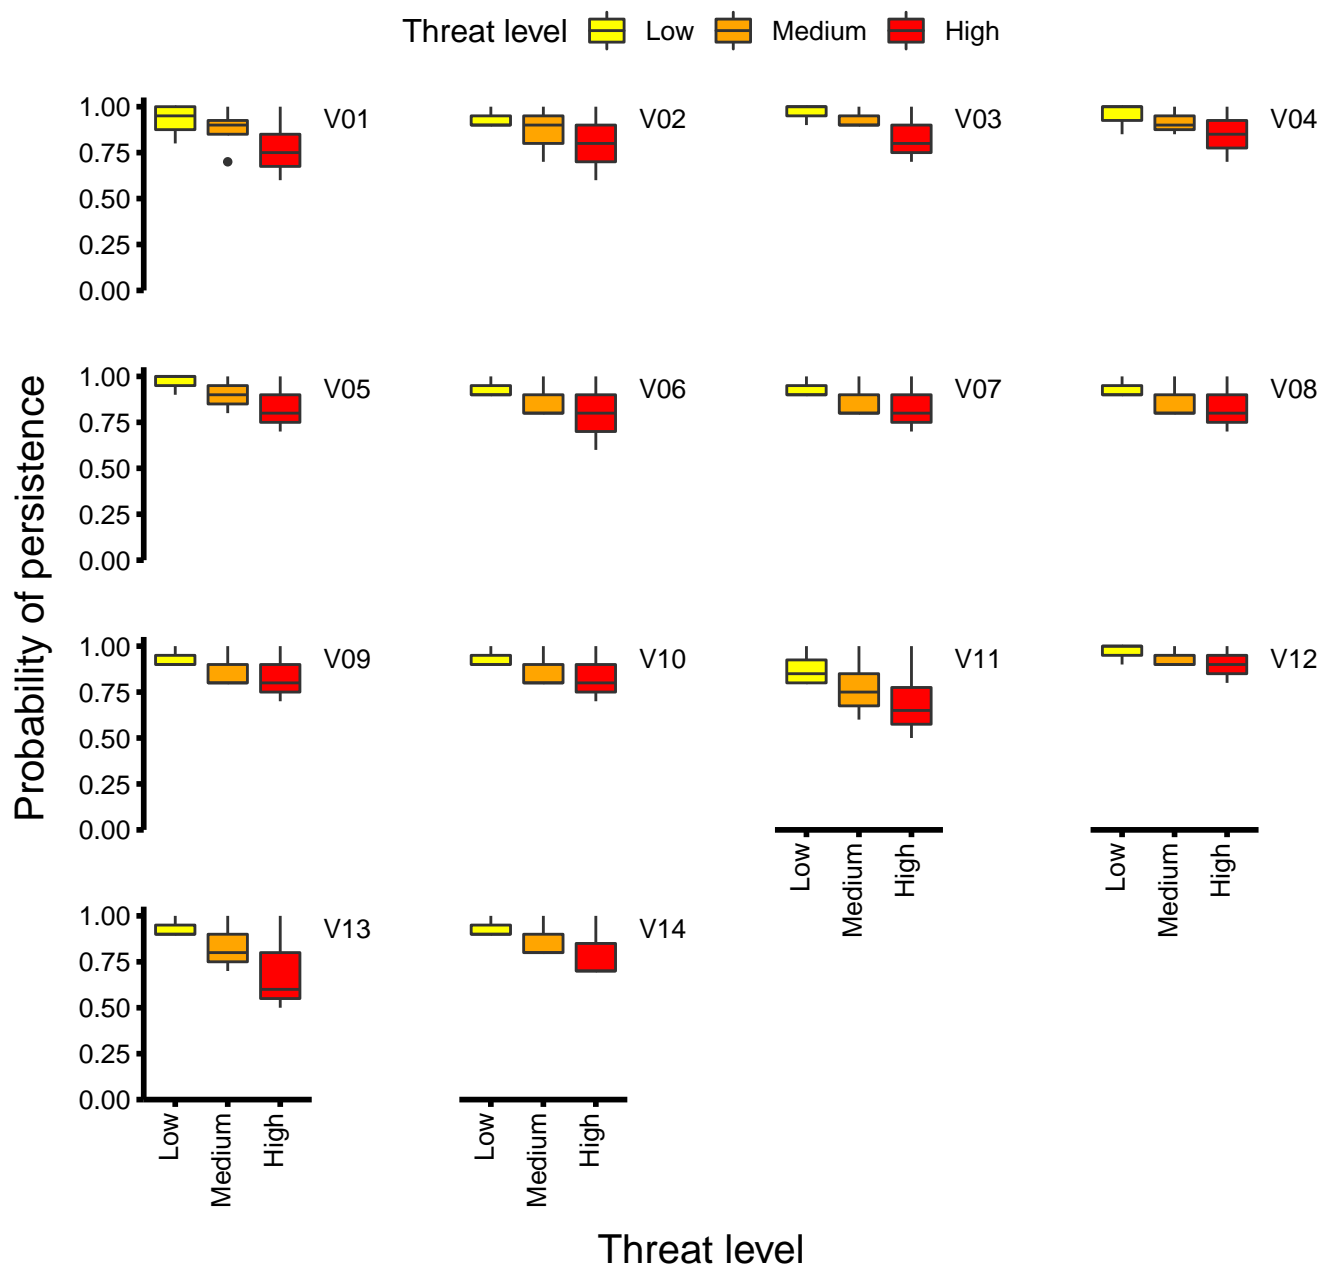 Threat level Low Medium High
1.00 V01 V02 V03 V04
0.75
0.50
0.25
0.00
1.00 V05 V06 V07 V08
0.75
0.50
0.25
0.00
Probability of persistence
1.00 V09 V10 V11 V12
0.75
0.50
0.25
0.00
Low Medium High Low Medium High
1.00 V13 V14
0.75
0.50
0.25
0.00
Low Medium High Low Medium High
Threat level